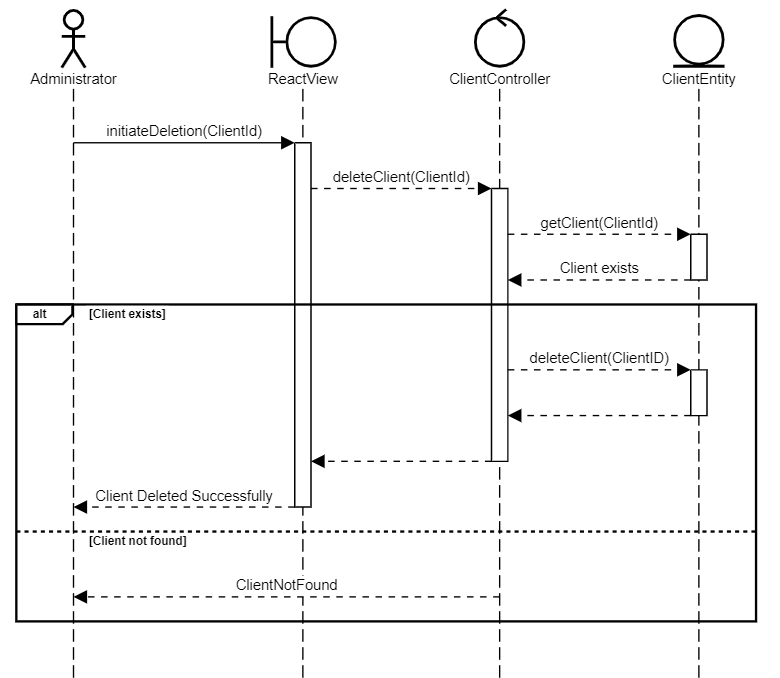 Administrator
ReactView
ClientController
ClientEntity
initiateDeletion(ClientId)
deleteClient(ClientId)
getClient(ClientId)
Client exists
alt
[Client exists]
deleteClient(ClientID)
Client Deleted Successfully
[Client not found]
ClientNotFound